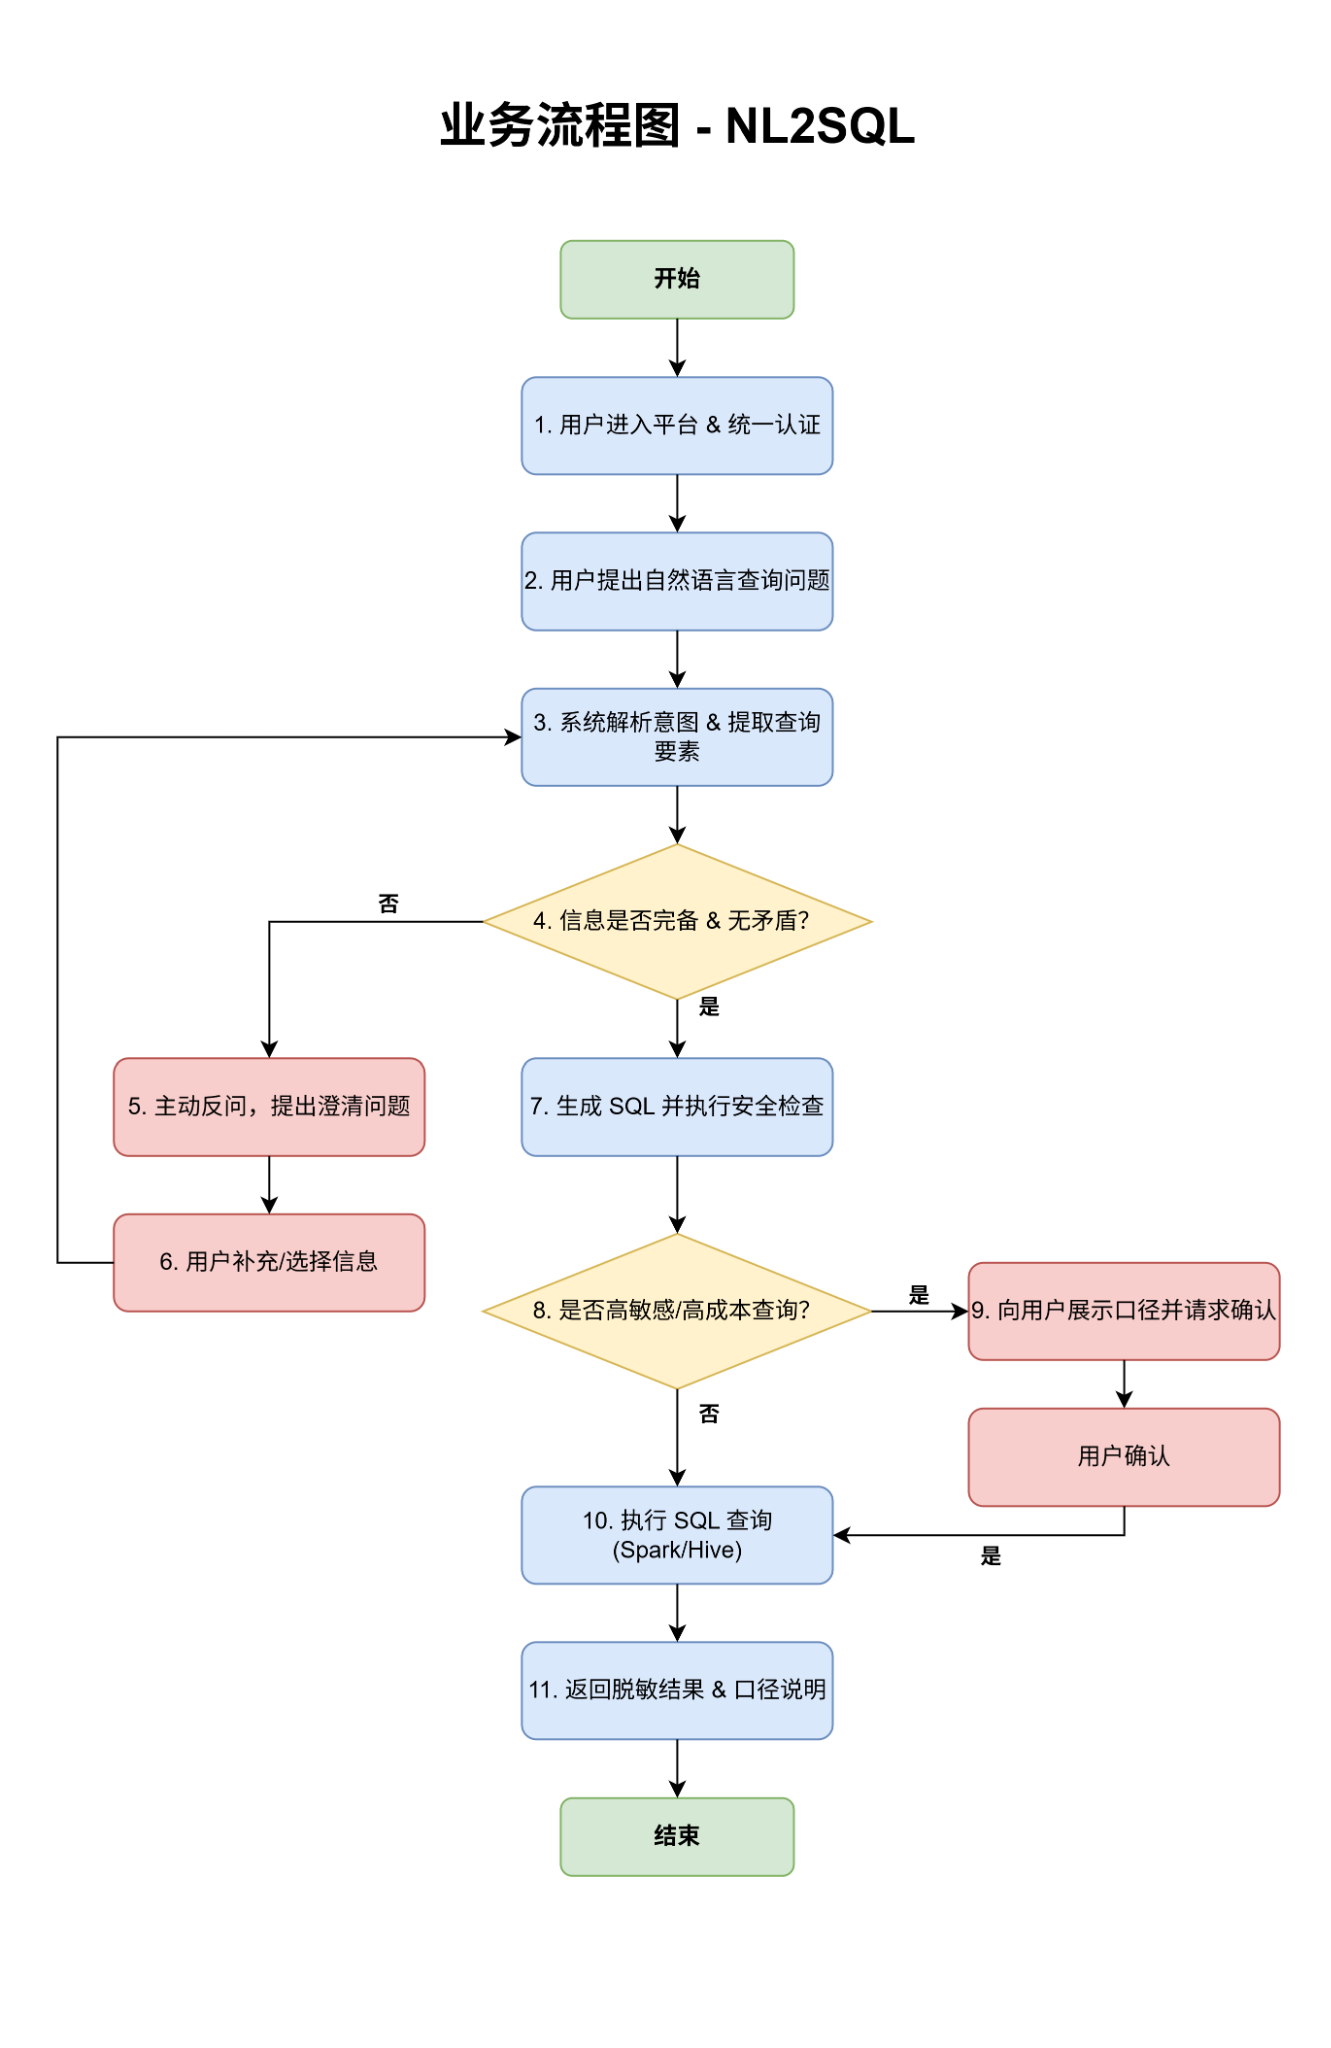 业务流程图 - NL2SQL
开始
1. 用户进入平台 & 统一认证
2. 用户提出自然语言查询问题
3. 系统解析意图 & 提取查询
要素
4. 信息是否完备 & 无矛盾?
否
是
5. 主动反问，提出澄清问题
7. 生成 SQL 并执行安全检查
6. 用户补充/选择信息
8. 是否高敏感/高成本查询?
是
9. 向用户展示口径并请求确认
否
用户确认
10. 执行 SQL 查询
(Spark/Hive)
是
11. 返回脱敏结果 & 口径说明
结束